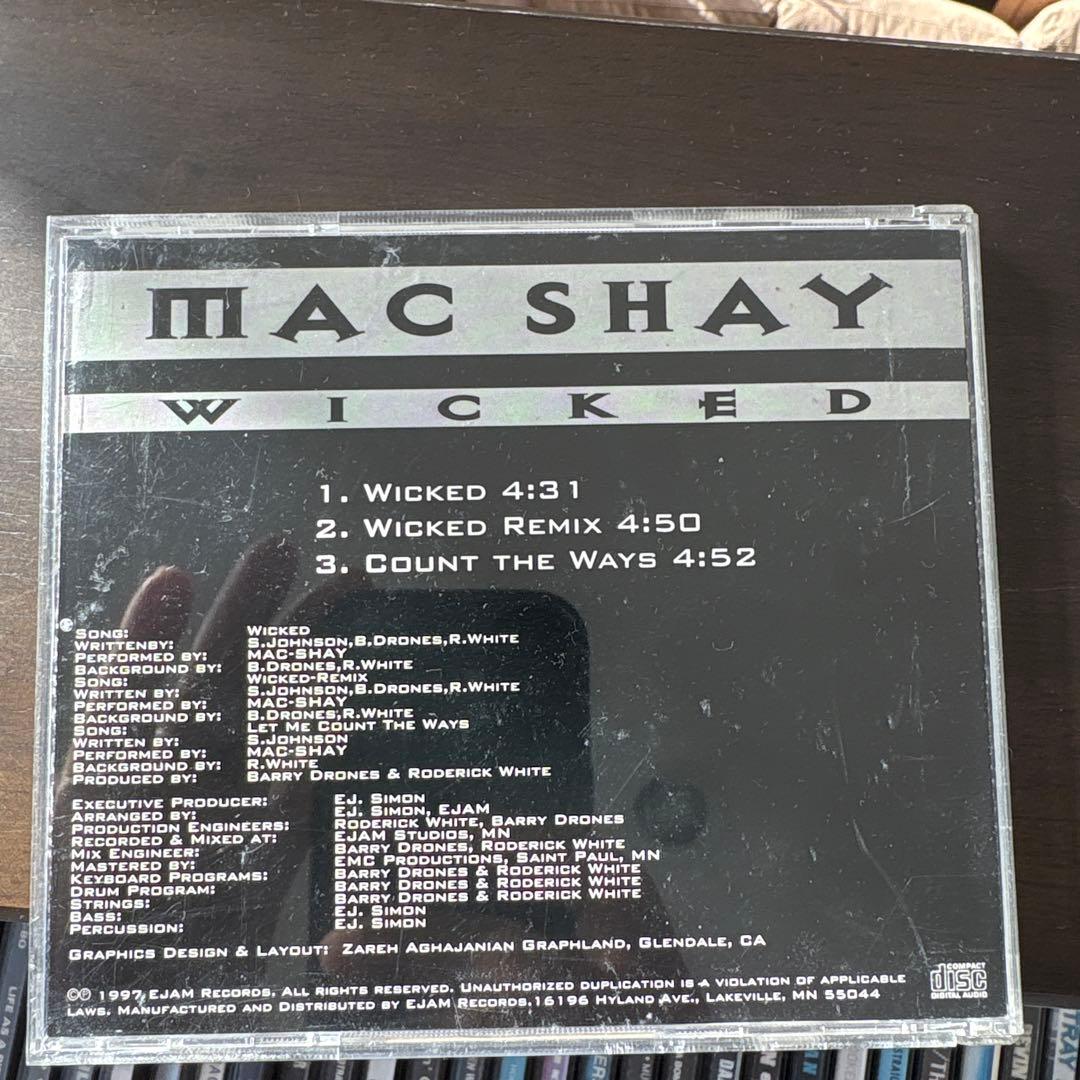 MAC SHAY
WICKED
1. WICKED 4:31
2. WICKED REMIX 4:50
3. COUNT THE WAYS 4:52
SONG: WICKED
WRITTENBY: S.JOHNSON,B.DRONES,R.WHITE
PERFORMED BY: MAC-SHAY
BACKGROUND BY: B.DRONES,R.WHITE
SONG: WICKED-REMIX
WRITTEN BY: S.JOHNSON,B.DRONES,R.WHITE
PERFORMED BY: MAC-SHAY
BACKGROUND BY: B.DRONES,R.WHITE
SONG: LET ME COUNT THE WAYS
WRITTEN BY: S.JOHNSON
PERFORMED BY: MAC-SHAY
BACKGROUND BY: R.WHITE
PRODUCED BY: BARRY DRONES & RODERICK WHITE
EXECUTIVE PRODUCER: EJ. SIMON
ARRANGED BY: EJ. SIMON, EJAM
PRODUCTION ENGINEERS: RODERICK WHITE, BARRY DRONES
RECORDED & MIXED AT: EJAM STUDIOS, MN
MIX ENGINEER: BARRY DRONES, RODERICK WHITE
MASTERED BY: EMC PRODUCTIONS, SAINT PAUL, MN
KEYBOARD PROGRAMS: BARRY DRONES & RODERICK WHITE
DRUM PROGRAM: BARRY DRONES & RODERICK WHITE
STRINGS: BARRY DRONES & RODERICK WHITE
BASS: EJ. SIMON
PERCUSSION: EJ. SIMON
GRAPHICS DESIGN & LAYOUT: ZAREH AGHAJANIAN GRAPHLAND, GLENDALE, CA
©℗ 1997 EJAM RECORDS. ALL RIGHTS RESERVED. UNAUTHORIZED DUPLICATION IS A VIOLATION OF APPLICABLE
LAWS. MANUFACTURED AND DISTRIBUTED BY EJAM RECORDS.16196 HYLAND AVE., LAKEVILLE, MN 55044
COMPACT
disc
DIGITAL AUDIO